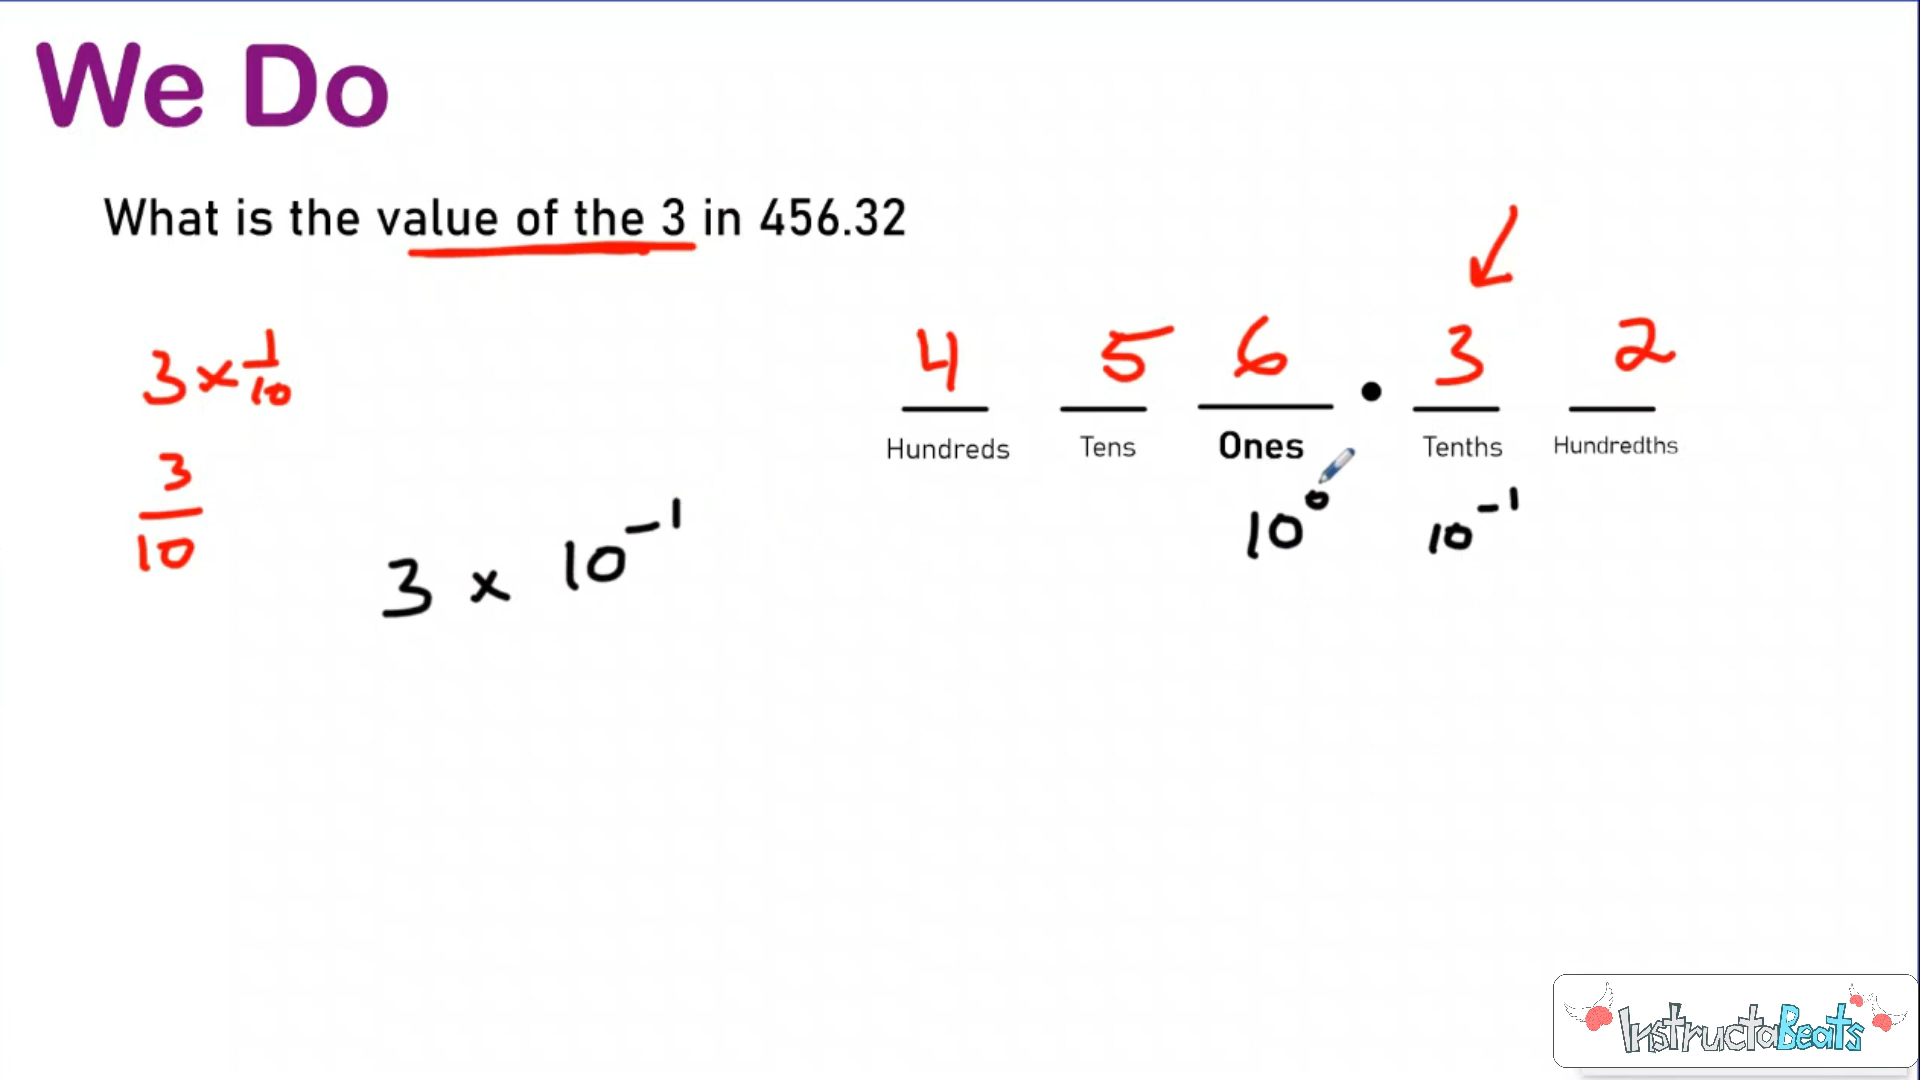 We Do
What is the value of the 3 in 456.32
3 × 1/10
3/10
3 × 10⁻¹
4 5 6 . 3 2
Hundreds Tens Ones Tenths Hundredths
10⁰ 10⁻¹
InstructaBeats